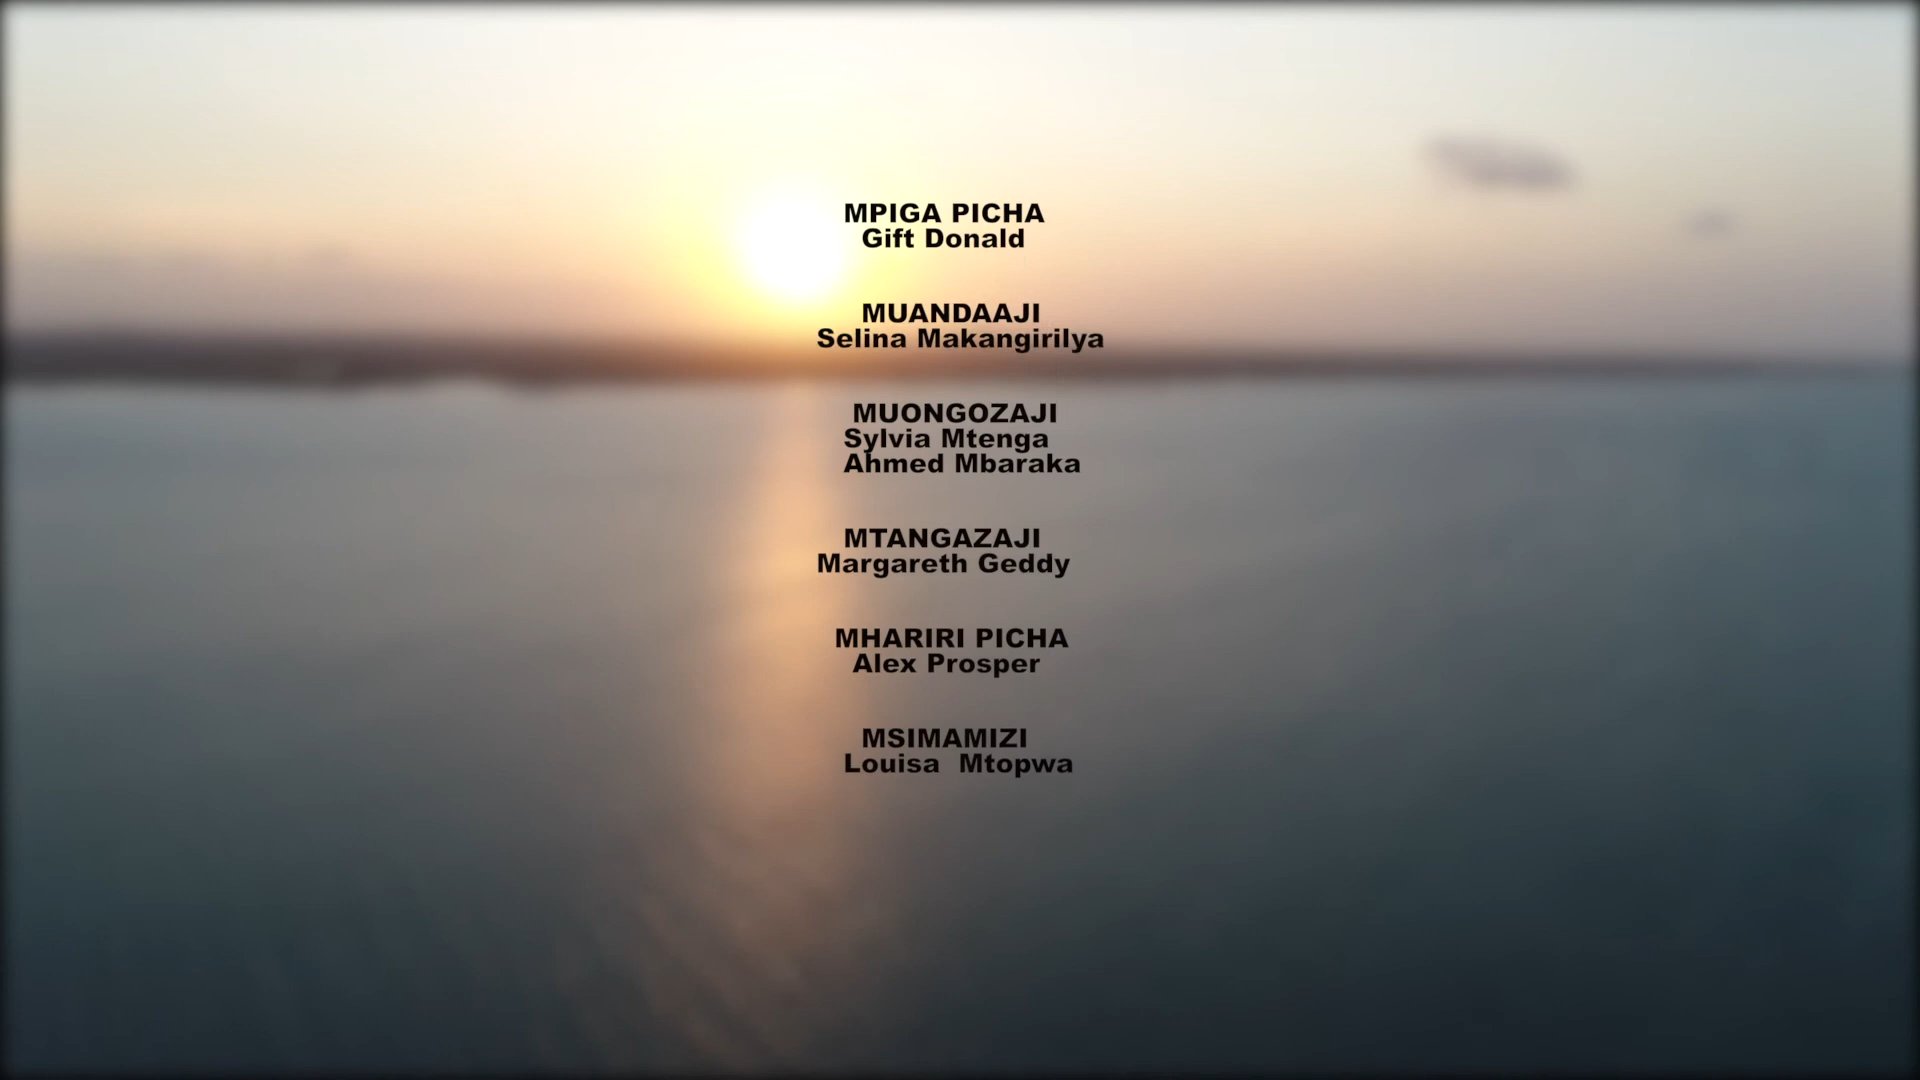 MPIGA PICHA
Gift Donald
MUANDAAJI
Selina Makangirilya
MUONGOZAJI
Sylvia Mtenga
Ahmed Mbaraka
MTANGAZAJI
Margareth Geddy
MHARIRI PICHA
Alex Prosper
MSIMAMIZI
Louisa  Mtopwa